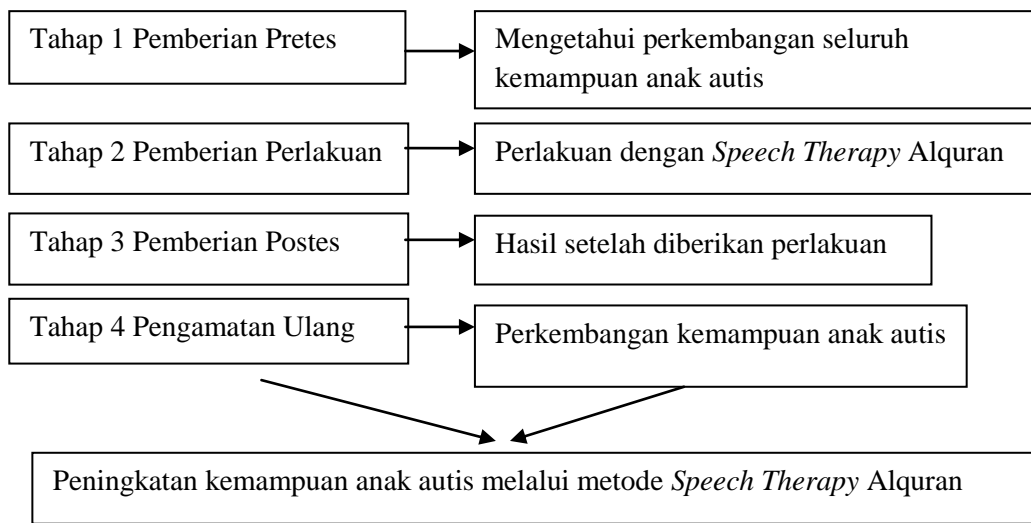 Tahap 1 Pemberian Pretes
Mengetahui perkembangan seluruh
kemampuan anak autis
Tahap 2 Pemberian Perlakuan
Perlakuan dengan Speech Therapy Alquran
Tahap 3 Pemberian Postes
Hasil setelah diberikan perlakuan
Tahap 4 Pengamatan Ulang
Perkembangan kemampuan anak autis
Peningkatan kemampuan anak autis melalui metode Speech Therapy Alquran